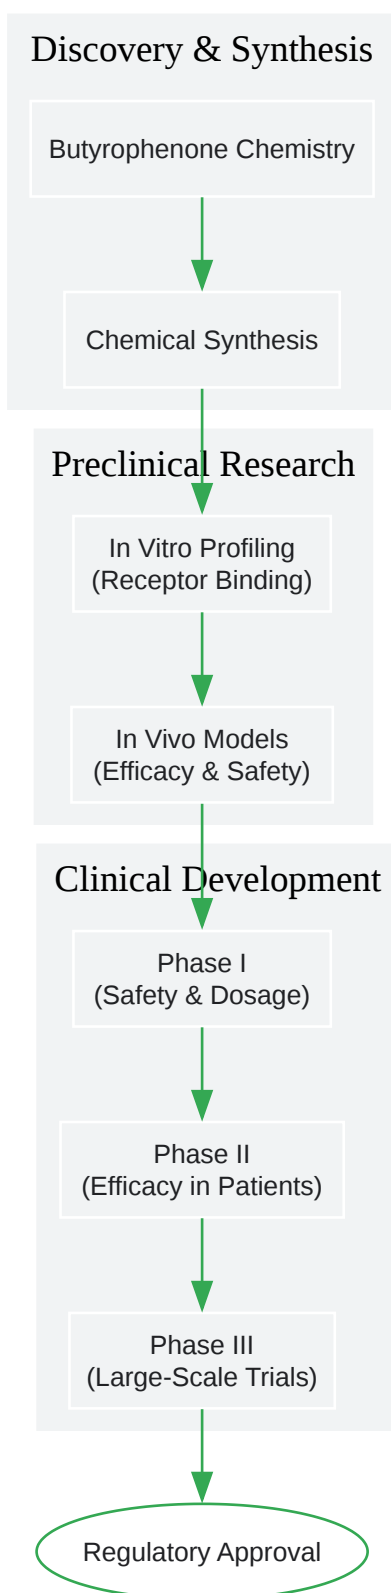 Discovery & Synthesis
Butyrophenone Chemistry
Chemical Synthesis
Preclinical Research
In Vitro Profiling
(Receptor Binding)
In Vivo Models
(Efficacy & Safety)
Clinical Development
Phase I
(Safety & Dosage)
Phase II
(Efficacy in Patients)
Phase III
(Large-Scale Trials)
Regulatory Approval